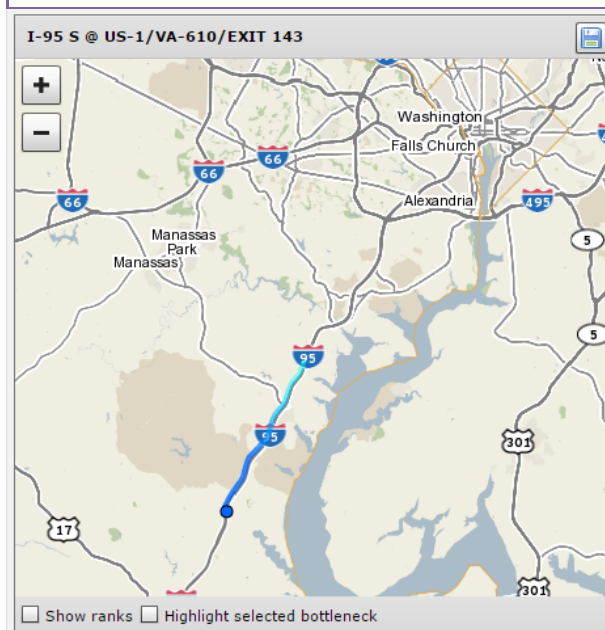 I-95 S @ US-1/VA-610/EXIT 143
+
−
Washington
Falls Church
66
66
66
Alexandria
495
5
Manassas
Park
Manassas
5
95
95
301
17
301
Show ranks
Highlight selected bottleneck